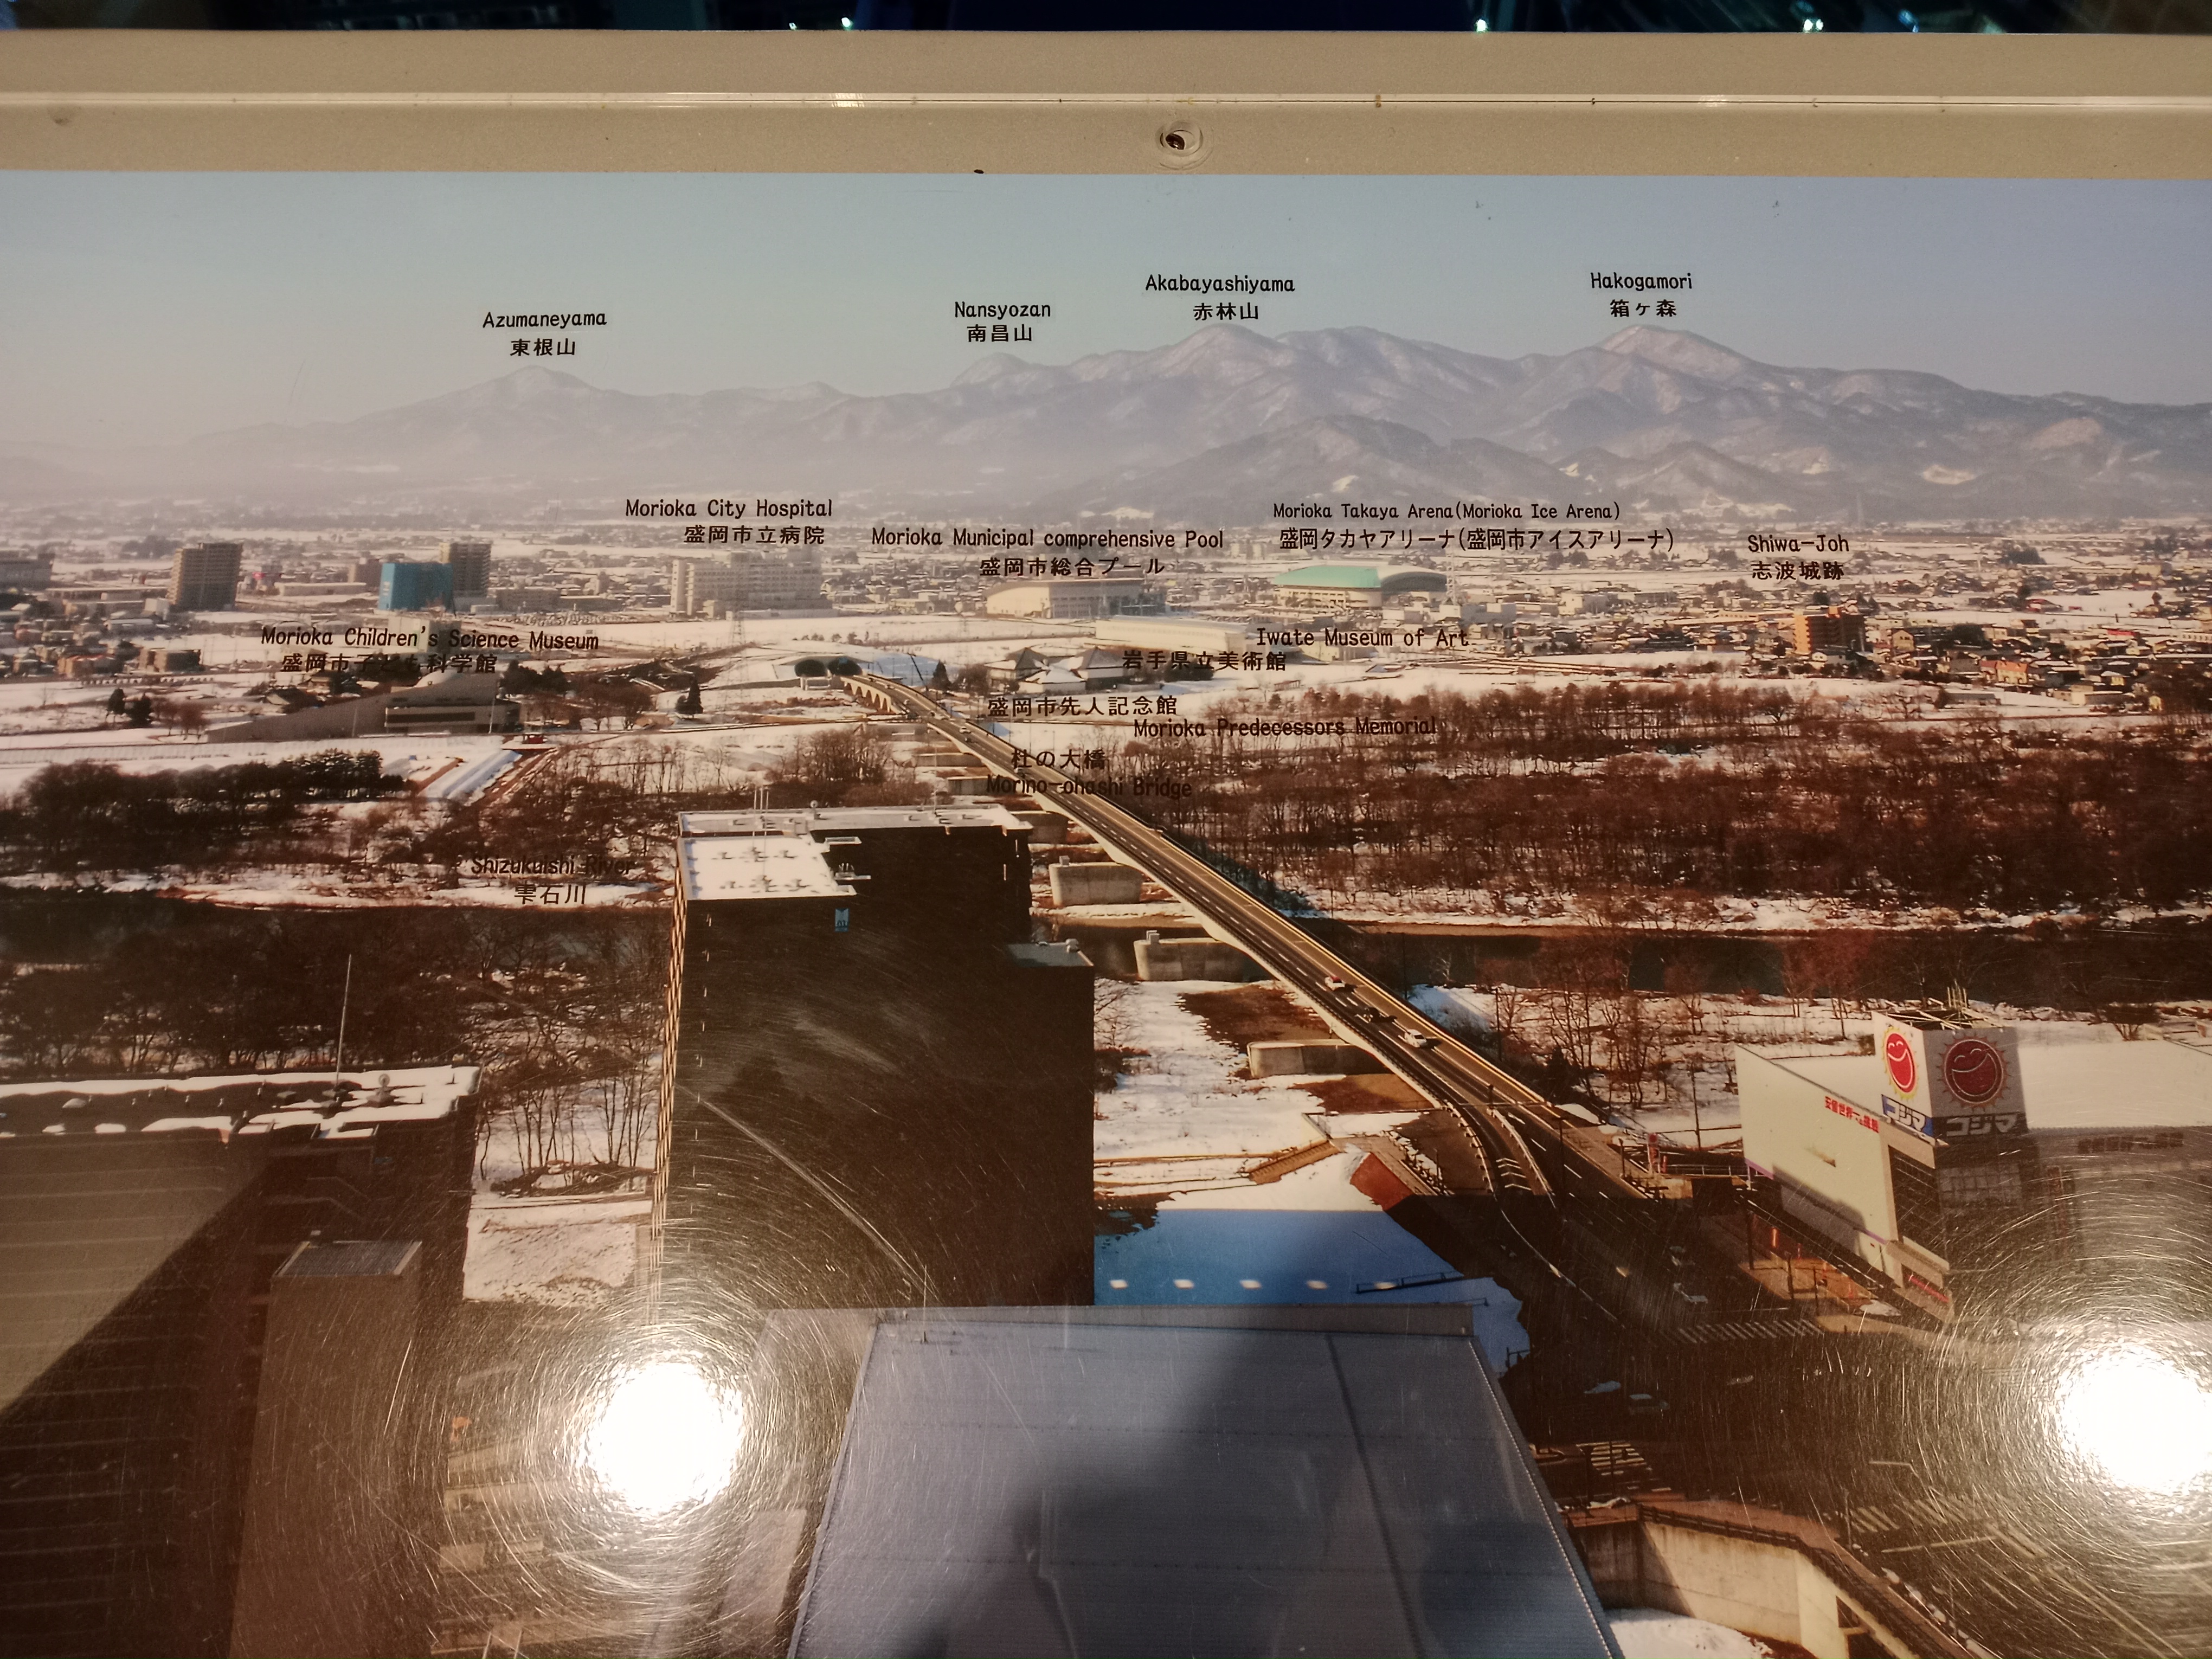 Azumaneyama
東根山
Nansyozan
南昌山
Akabayashiyama
赤林山
Hakogamori
箱ヶ森
Morioka City Hospital
盛岡市立病院
Morioka Municipal comprehensive Pool
盛岡市総合プール
Morioka Takaya Arena(Morioka Ice Arena)
盛岡タカヤアリーナ(盛岡市アイスアリーナ)
Shiwa-Joh
志波城跡
Morioka Children's Science Museum
盛岡市子ども科学館
Iwate Museum of Art
岩手県立美術館
盛岡市先人記念館
Morioka Predecessors Memorial
杜の大橋
Morino-ohashi Bridge
Shizukuishi River
雫石川
コジマ
コジマ